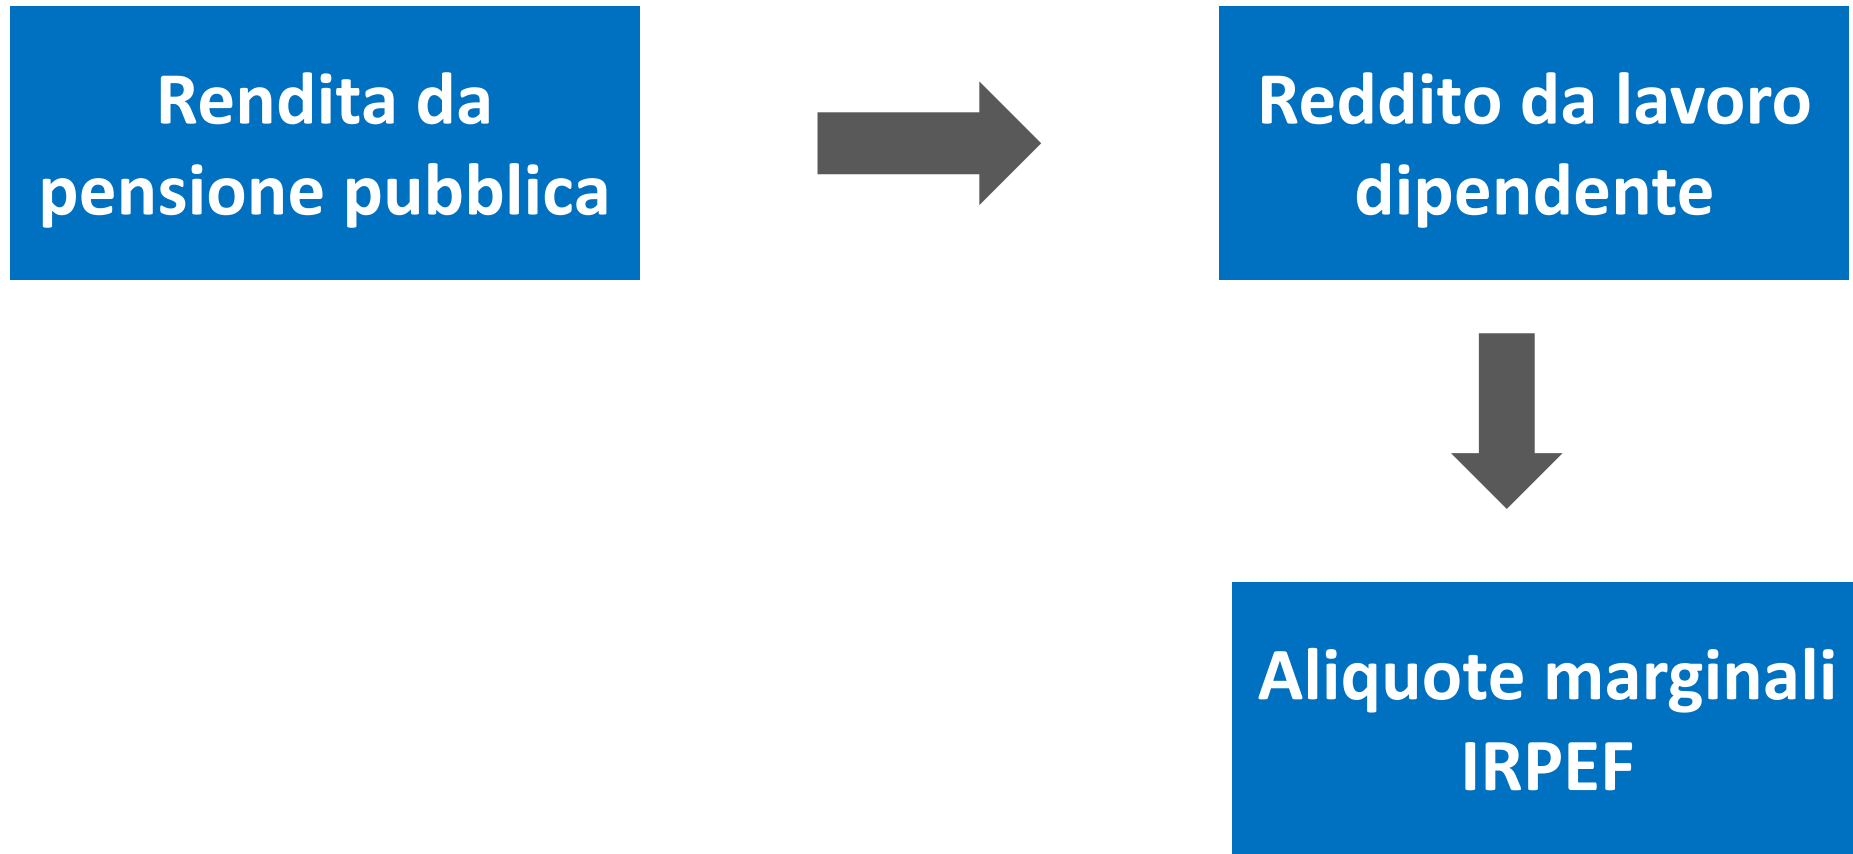 Rendita da
pensione pubblica
Reddito da lavoro
dipendente
Aliquote marginali
IRPEF